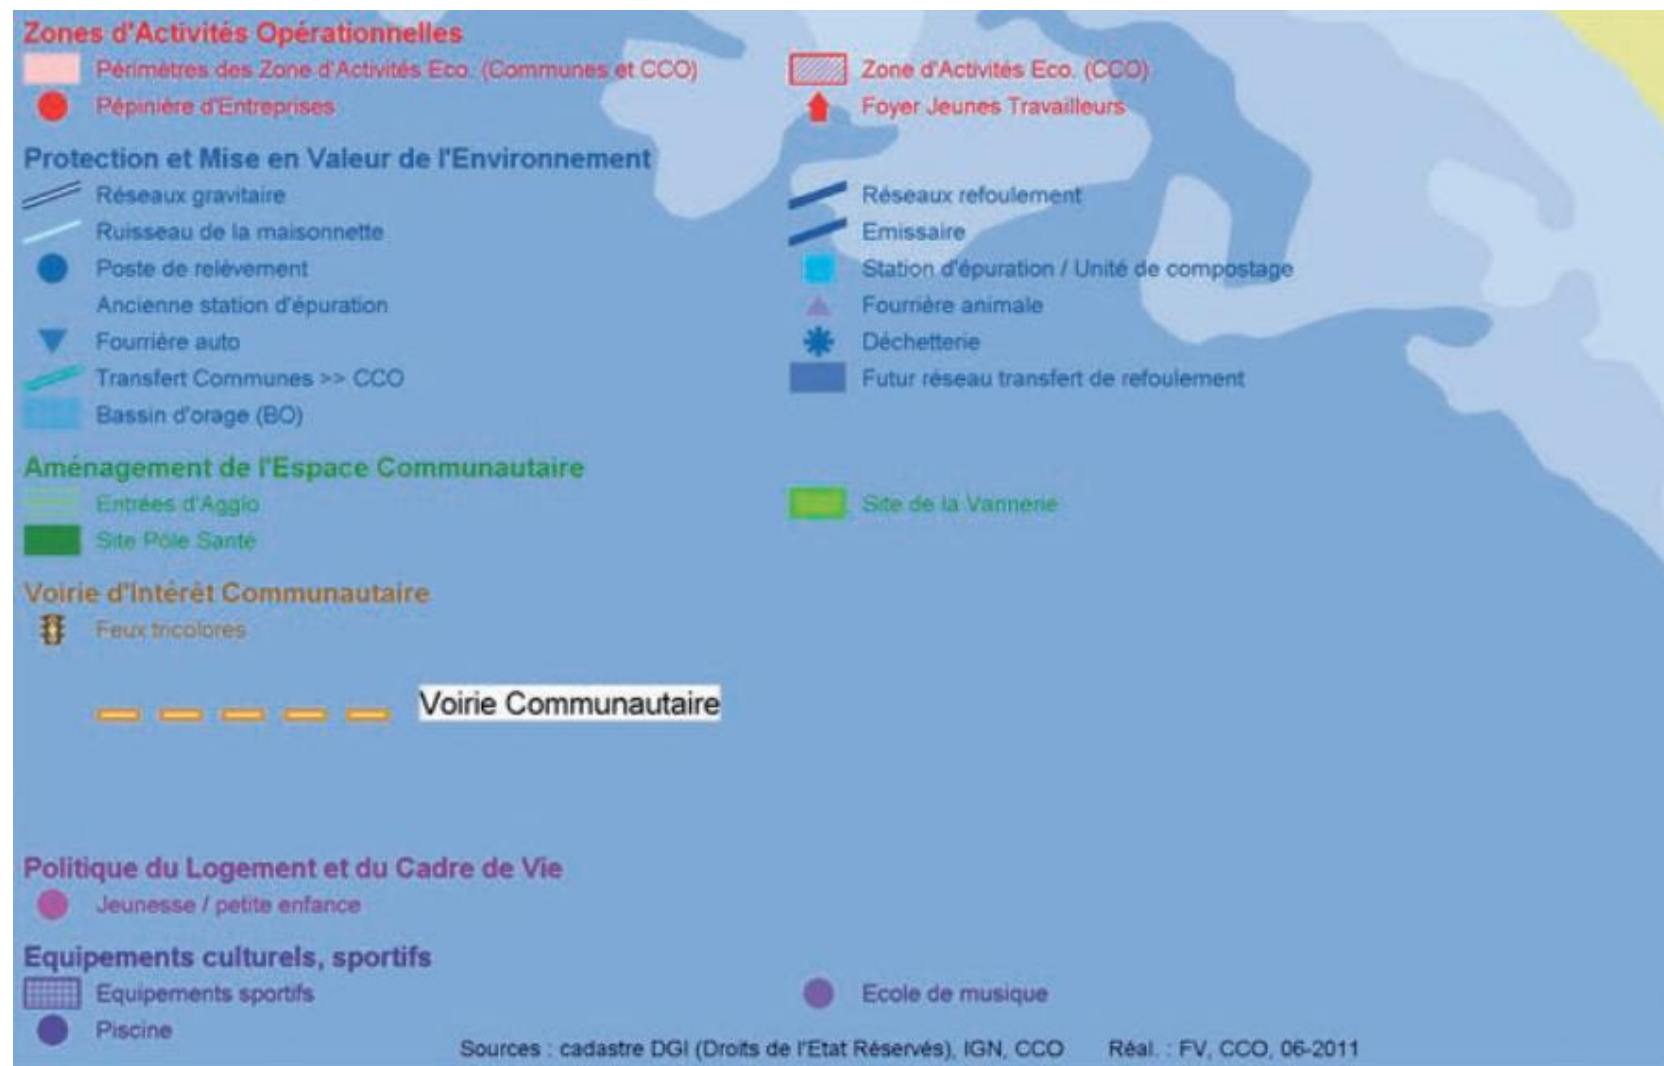 Zones d'Activités Opérationnelles
Périmètres des Zone d'Activités Eco. (Communes et CCO)
Zone d'Activités Eco. (CCO)
Pépinière d'Entreprises
Foyer Jeunes Travailleurs
Protection et Mise en Valeur de l'Environnement
Réseaux gravitaire
Réseaux refoulement
Ruisseau de la maisonnette
Emissaire
Poste de relèvement
Station d'épuration / Unité de compostage
Ancienne station d'épuration
Fourrière animale
Fourrière auto
Déchetterie
Transfert Communes >> CCO
Futur réseau transfert de refoulement
Bassin d'orage (BO)
Aménagement de l'Espace Communautaire
Entrées d'Agglo
Site de la Vannerie
Site Pôle Santé
Voirie d'Intérêt Communautaire
Feux tricolores
Voirie Communautaire
Politique du Logement et du Cadre de Vie
Jeunesse / petite enfance
Equipements culturels, sportifs
Equipements sportifs
Ecole de musique
Piscine
Sources : cadastre DGI (Droits de l'Etat Réservés), IGN, CCO Réal. : FV, CCO, 06-2011